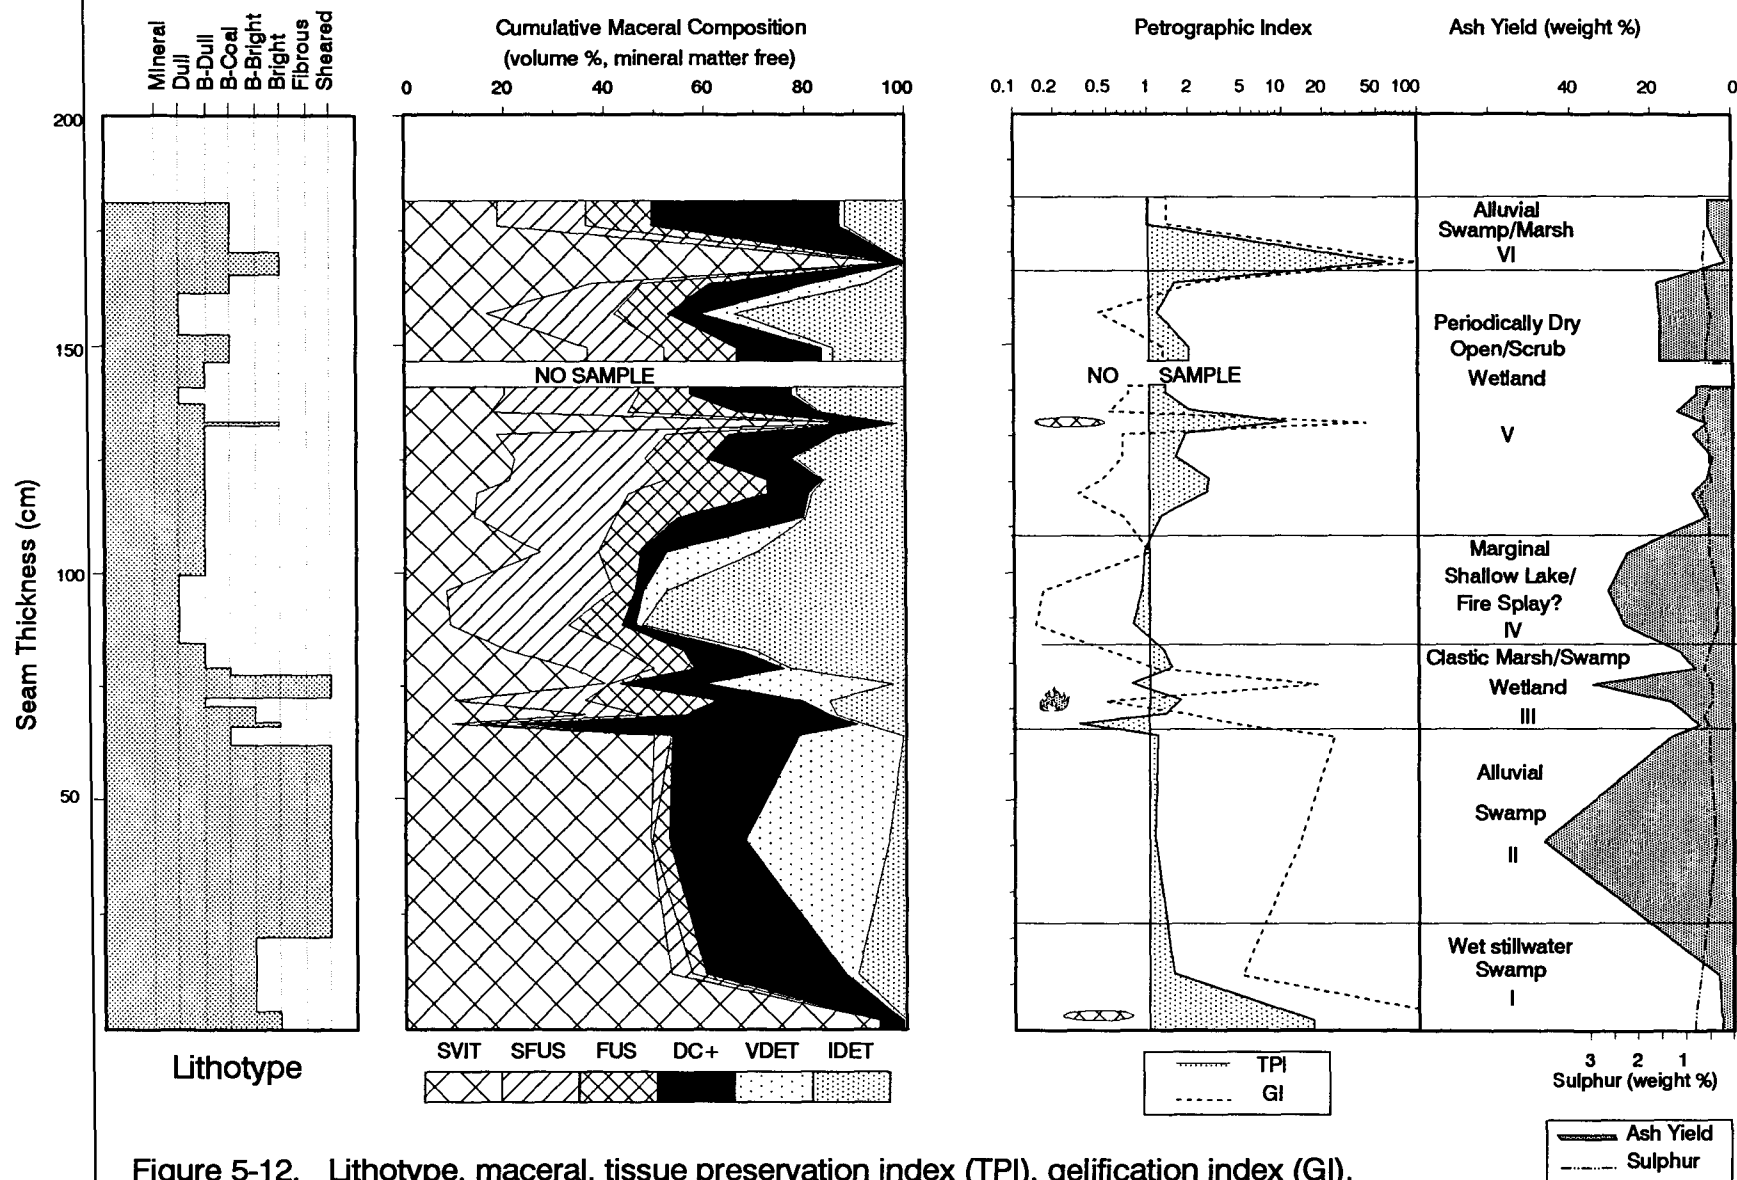 Mineral
Dull
B-Dull
B-Coal
B-Bright
Bright
Fibrous
Sheared
Cumulative Maceral Composition
(volume %, mineral matter free)
0 20 40 60 80 100
Petrographic Index
0.1 0.2 0.5 1 2 5 10 20 50 100
Ash Yield (weight %)
40 20 0
Seam Thickness (cm)
200
150
100
50
NO SAMPLE
NO SAMPLE
Alluvial
Swamp/Marsh
VI
Periodically Dry
Open/Scrub
Wetland
V
Marginal
Shallow Lake/
Fire Splay?
IV
Clastic Marsh/Swamp
Wetland
III
Alluvial
Swamp
II
Wet stillwater
Swamp
I
Lithotype
SVIT SFUS FUS DC+ VDET IDET
TPI
GI
3 2 1
Sulphur (weight %)
Ash Yield
Sulphur
Figure 5-12. Lithotype, maceral, tissue preservation index (TPI), gelification index (GI),